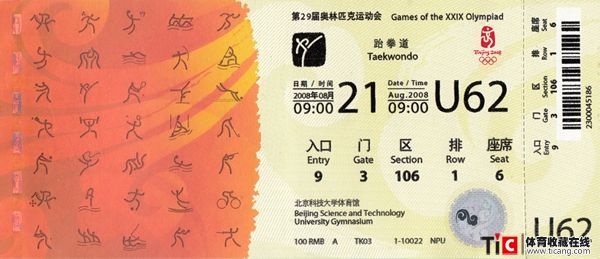 第29届奥林匹克运动会 Games of the XXIX Olympiad
跆拳道
Taekwondo
Beijing 2008
日期 / 时间 Date / Time
2008年08月 21 Aug.2008 U62
09:00 09:00
入口 门 区 排 座席
Entry Gate Section Row Seat
9 3 106 1 6
北京科技大学体育馆
Beijing Science and Technology
University Gymnasium
100 RMB A TK03 1-10022 NPU
座席 Seat 6
排 Row 1
区 Section 106
门 Gate 3
入口 Entry 9
2300045186
U62
TiC 体育收藏在线
www.ticang.com